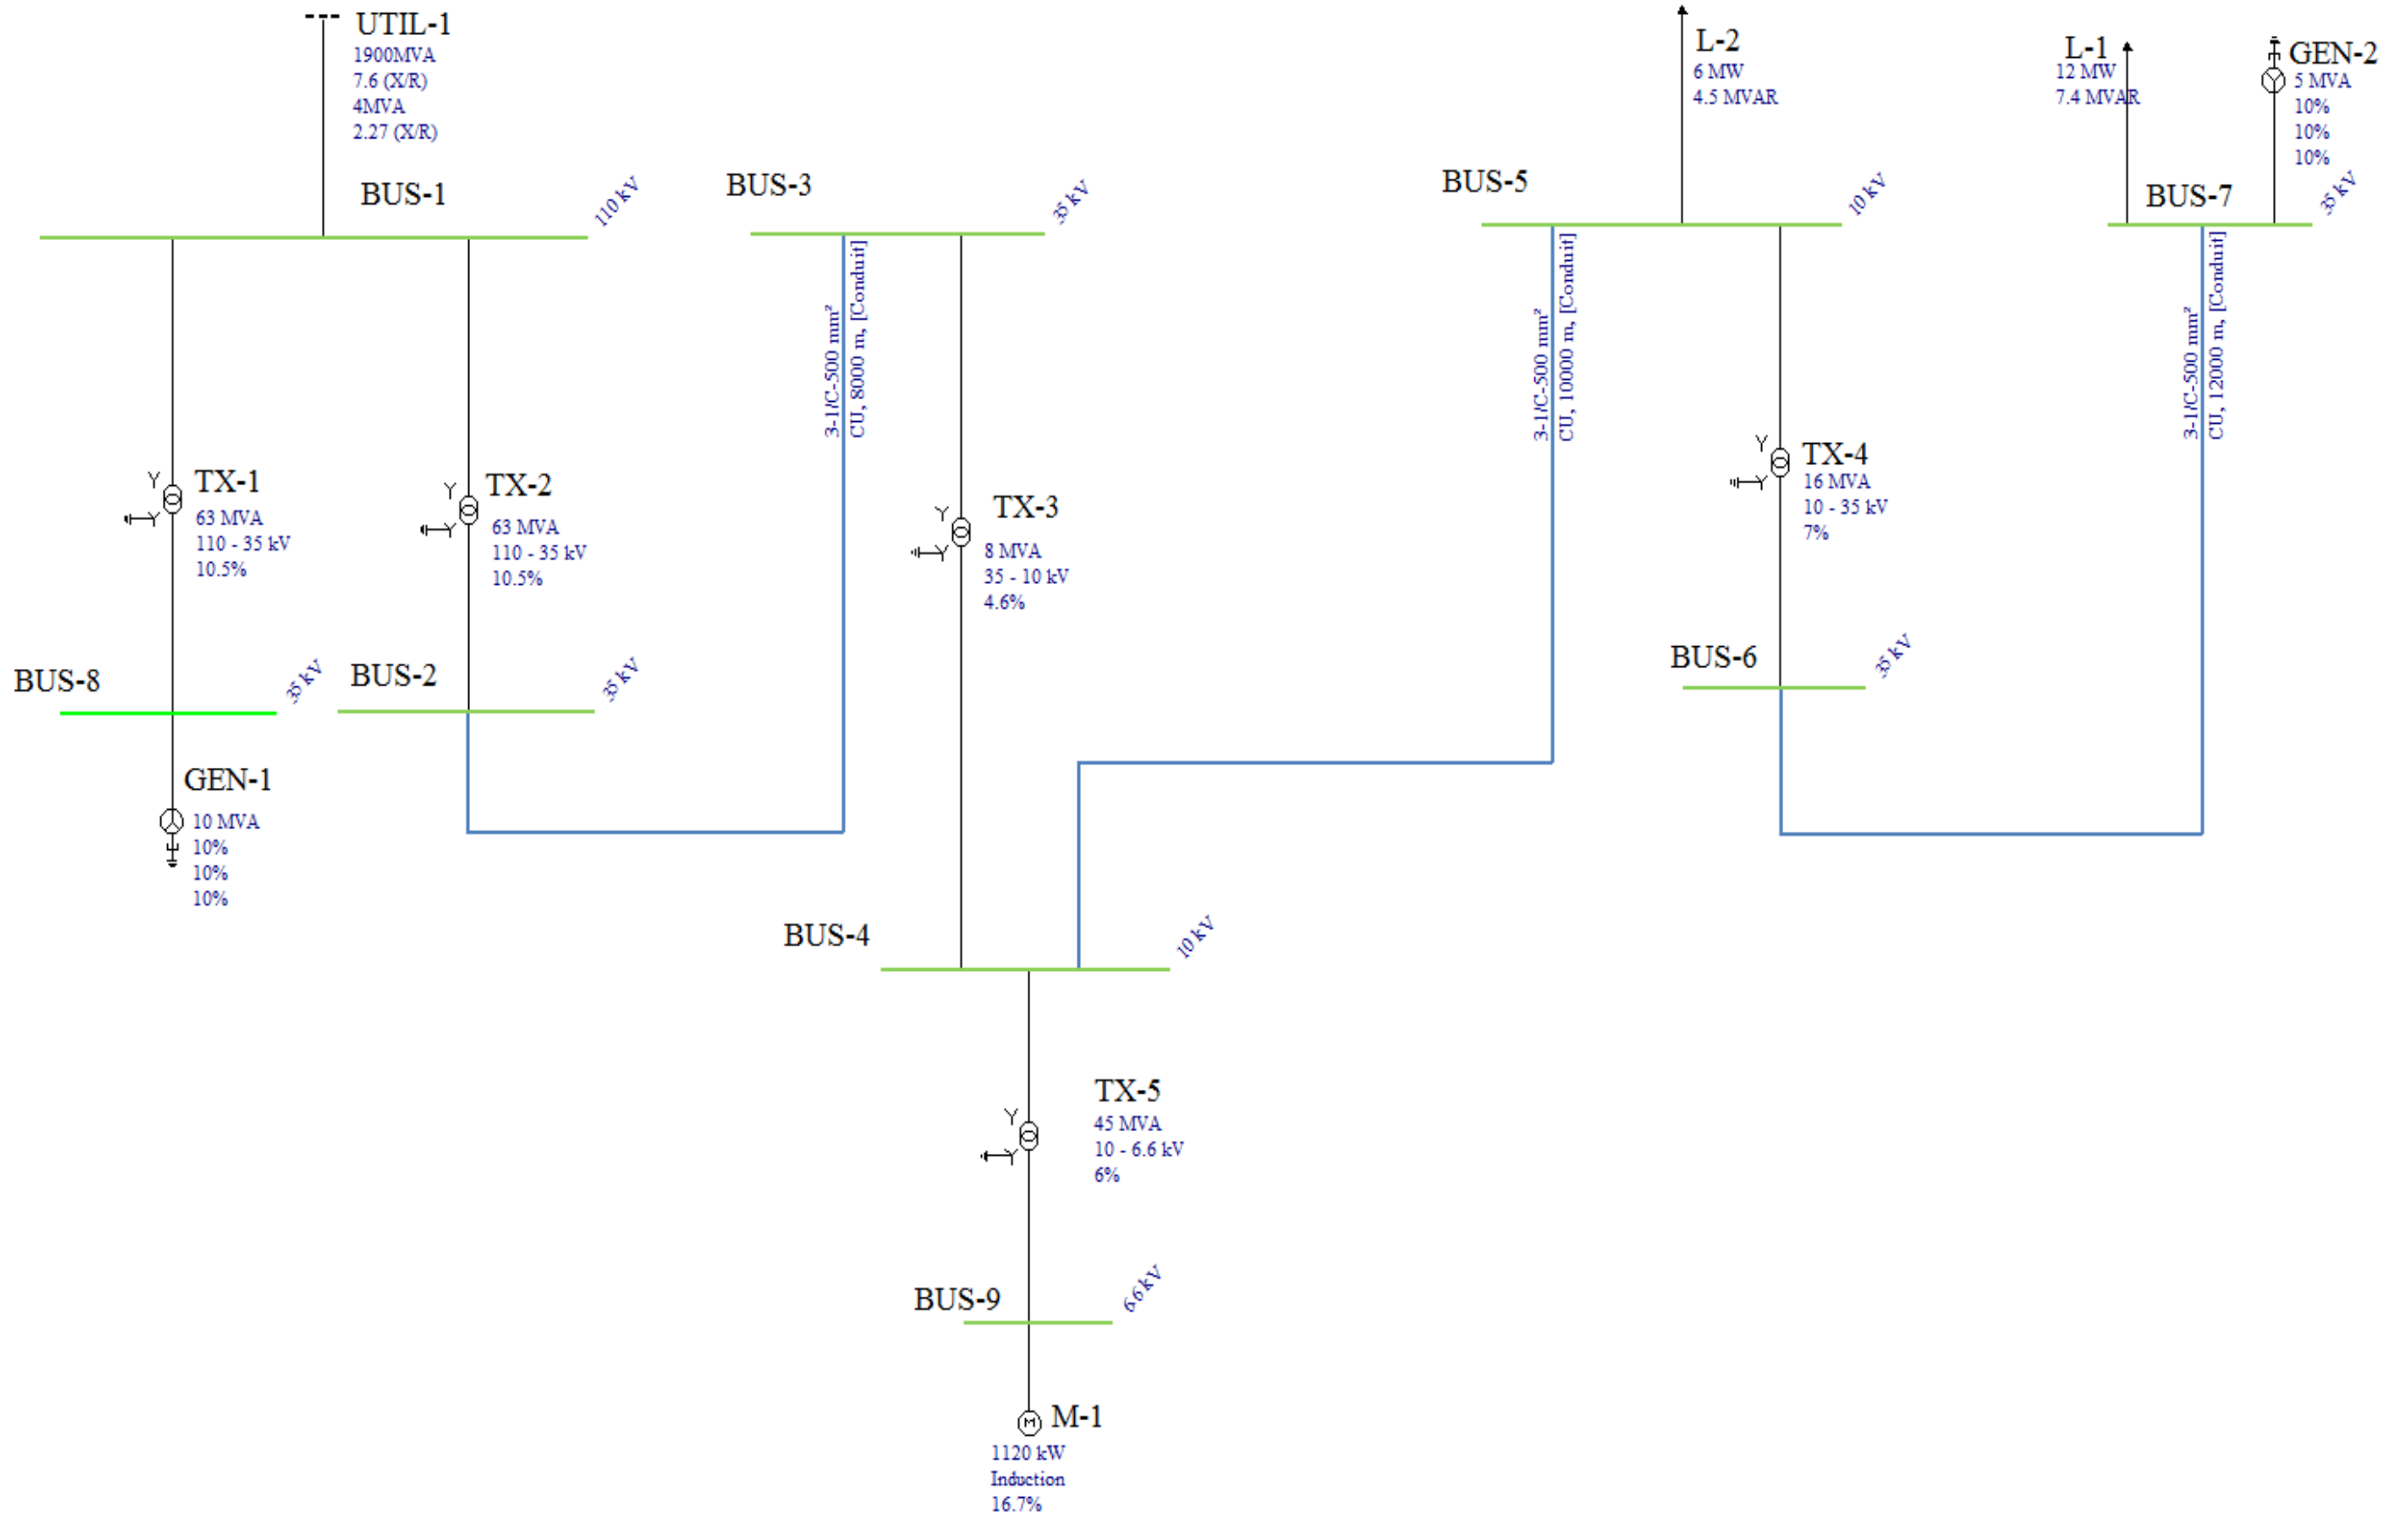 UTIL-1
1900MVA
7.6 (X/R)
4MVA
2.27 (X/R)
BUS-1
110 kV
BUS-3
35 kV
L-2
6 MW
4.5 MVAR
BUS-5
10 kV
L-1
12 MW
7.4 MVAR
GEN-2
5 MVA
10%
10%
10%
BUS-7
35 kV
3-1/C-500 mm²
CU, 8000 m, [Conduit]
3-1/C-500 mm²
CU, 10000 m, [Conduit]
3-1/C-500 mm²
CU, 12000 m, [Conduit]
TX-1
63 MVA
110 - 35 kV
10.5%
TX-2
63 MVA
110 - 35 kV
10.5%
TX-3
8 MVA
35 - 10 kV
4.6%
TX-4
16 MVA
10 - 35 kV
7%
BUS-8
35 kV
BUS-2
35 kV
BUS-6
35 kV
GEN-1
10 MVA
10%
10%
10%
BUS-4
10 kV
TX-5
45 MVA
10 - 6.6 kV
6%
BUS-9
6.6 kV
M
M-1
1120 kW
Induction
16.7%